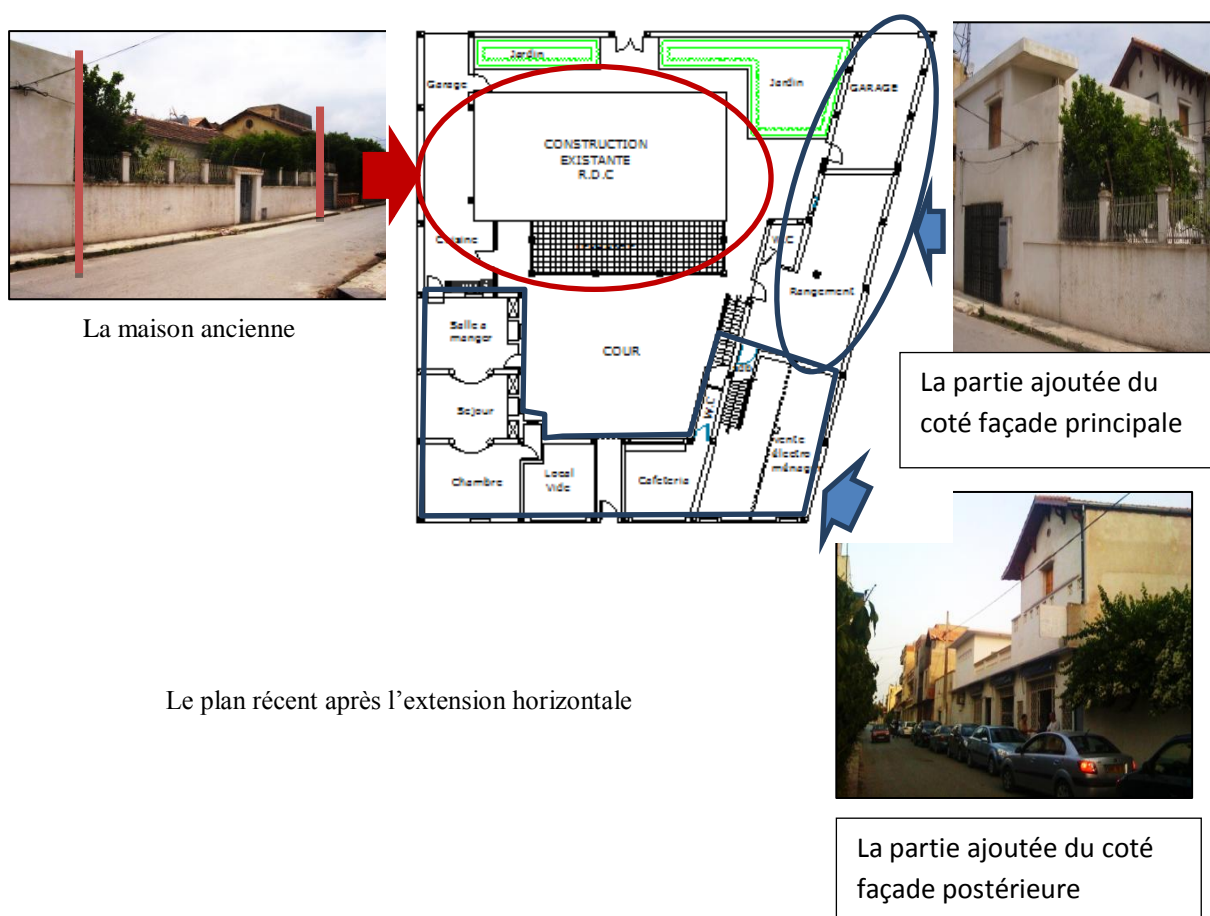 Jardin
Garage
Jardin
GARAGE
CONSTRUCTION
EXISTANTE
R.D.C
Cuisine
W.C
Rangement
Salle a
manger
COUR
Sejour
W.C
vente
électro
ménag
Chambre
Local
Vide
Cafeteria
La maison ancienne
La partie ajoutée du
coté façade principale
Le plan récent après l’extension horizontale
La partie ajoutée du coté
façade postérieure